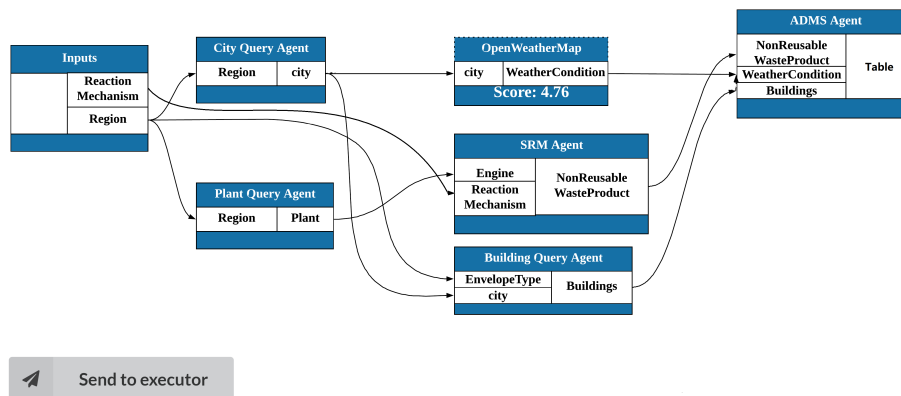 Inputs
Reaction
Mechanism
Region
City Query Agent
Region city
Plant Query Agent
Region Plant
OpenWeatherMap
city WeatherCondition
Score: 4.76
SRM Agent
Engine
Reaction
Mechanism
NonReusable
WasteProduct
Building Query Agent
EnvelopeType
city
Buildings
ADMS Agent
NonReusable
WasteProduct
WeatherCondition
Buildings
Table
Send to executor